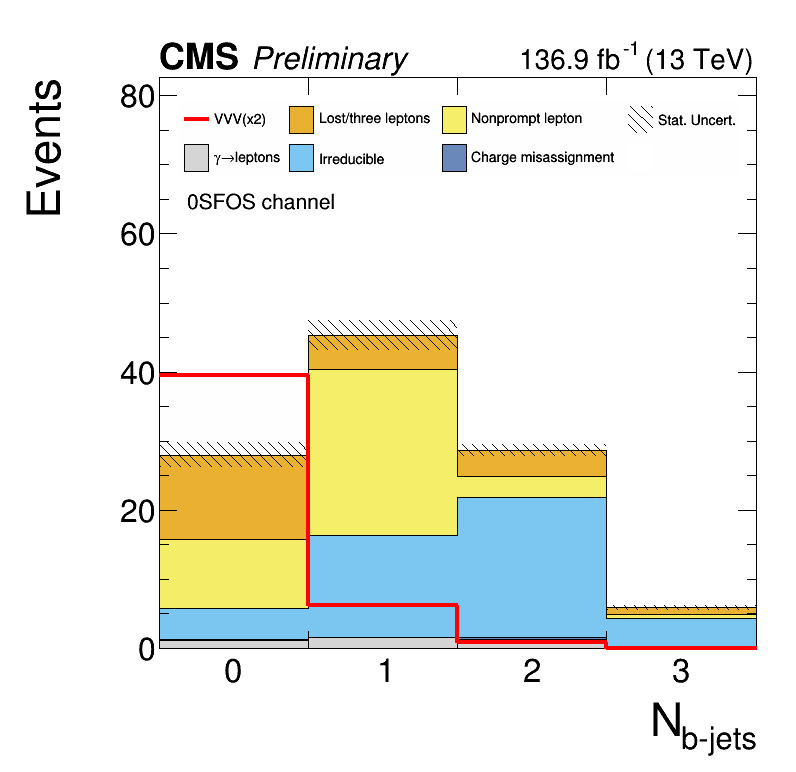 CMS Preliminary 136.9 fb-1 (13 TeV)
Events
80
60
40
20
0
VVV(x2) Lost/three leptons Nonprompt lepton Stat. Uncert.
γ→leptons Irreducible Charge misassignment
0SFOS channel
0 1 2 3
Nb-jets